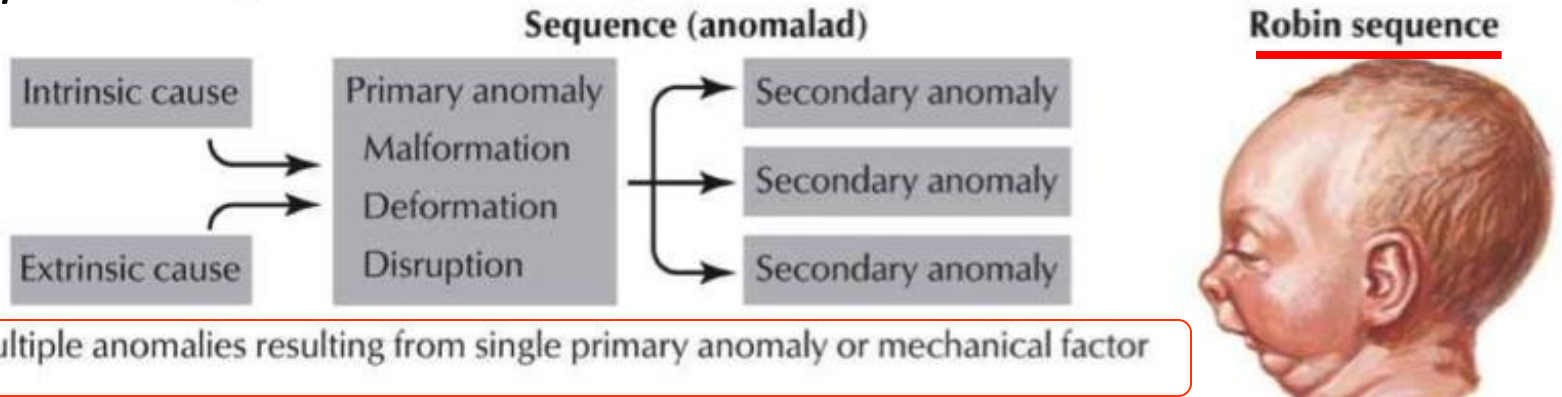 Sequence (anomalad)
Robin sequence
Intrinsic cause
Extrinsic cause
Primary anomaly
Malformation
Deformation
Disruption
Secondary anomaly
Secondary anomaly
Secondary anomaly
anomalies resulting from single primary anomaly or mechanical factor